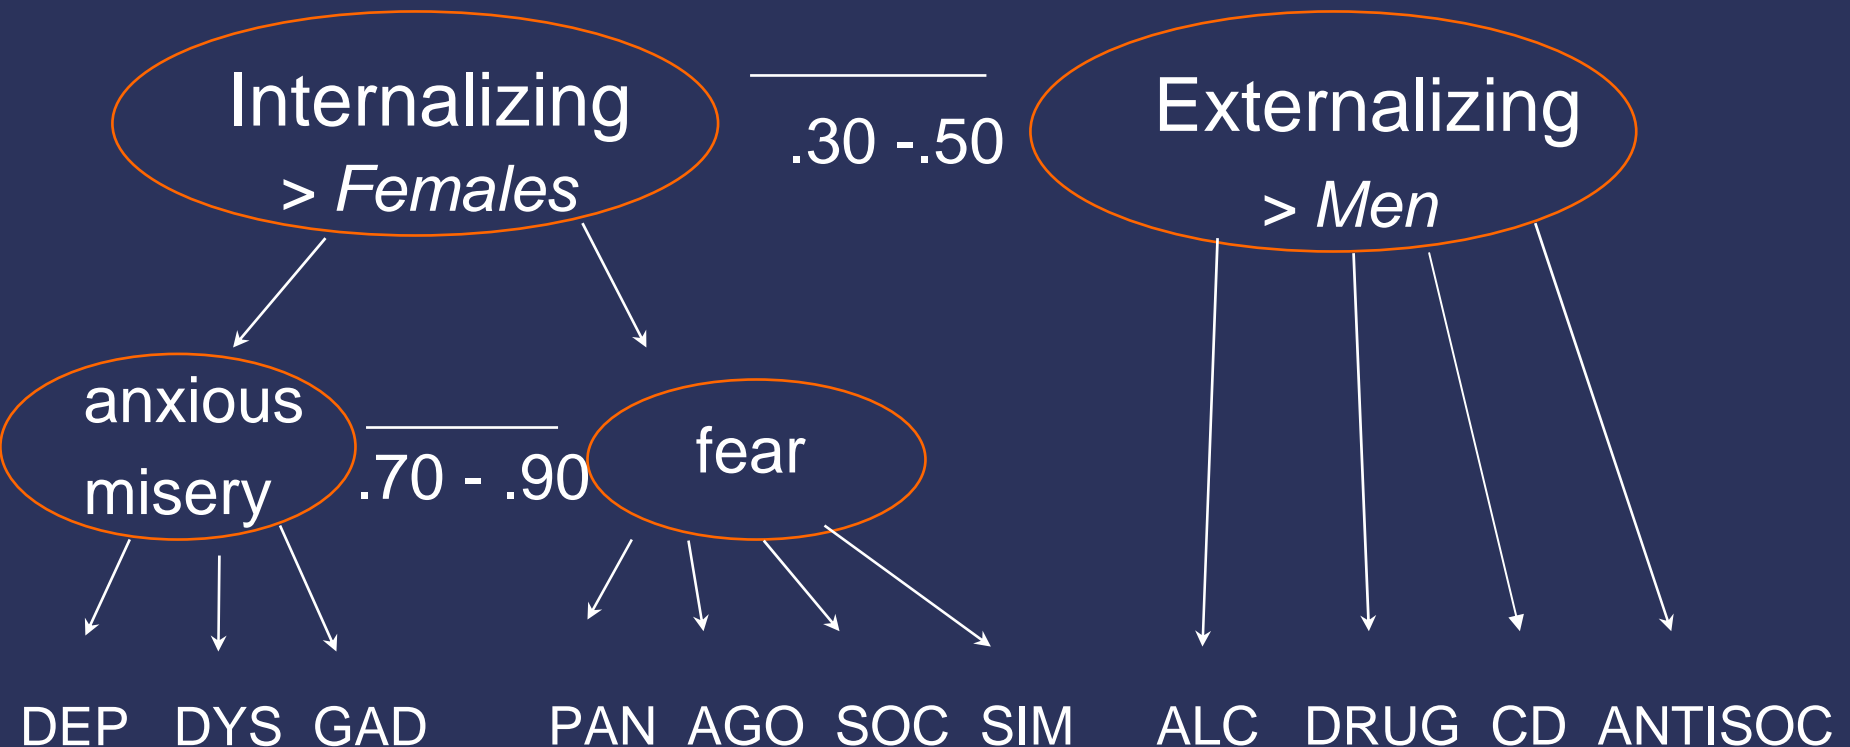 Internalizing
> Females
.30 -.50
Externalizing
> Men
anxious
misery
.70 - .90
fear
DEP DYS GAD PAN AGO SOC SIM ALC DRUG CD ANTISOC